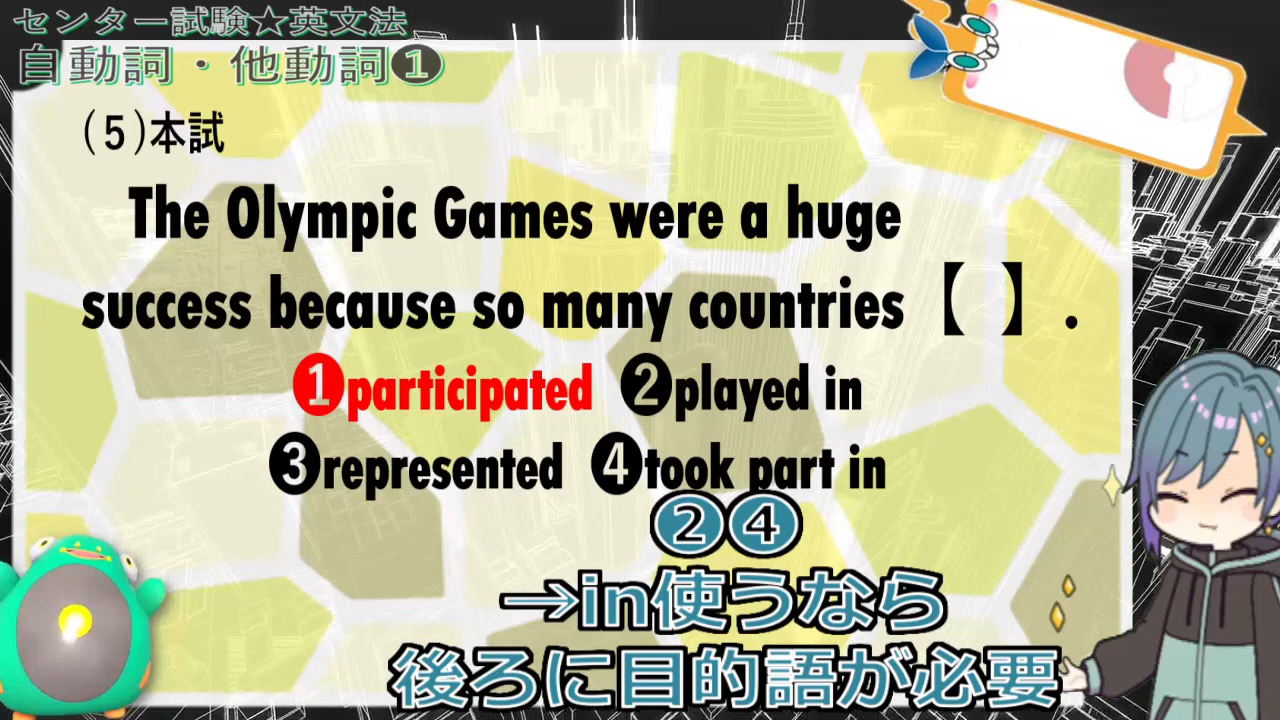 センター試験★英文法
自動詞・他動詞❶
(5)本試
The Olympic Games were a huge
success because so many countries【 】.
❶participated ❷played in
❸represented ❹took part in
②④
→in使うなら
後ろに目的語が必要